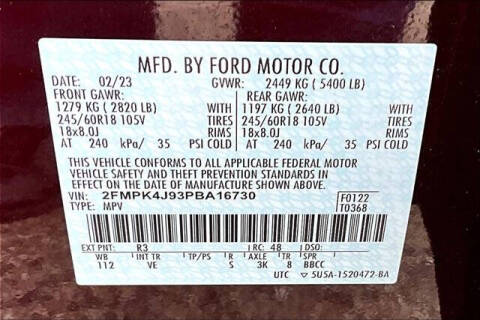 MFD. BY FORD MOTOR CO.
DATE: 02/23 GVWR: 2449 KG ( 5400 LB)
FRONT GAWR: REAR GAWR:
1279 KG ( 2820 LB) WITH 1197 KG ( 2640 LB) WITH
245/60R18 105V TIRES 245/60R18 105V TIRES
18x8.0J RIMS 18x8.0J RIMS
AT 240 kPa/ 35 PSI COLD AT 240 kPa/ 35 PSI COLD
THIS VEHICLE CONFORMS TO ALL APPLICABLE FEDERAL MOTOR
VEHICLE SAFETY AND THEFT PREVENTION STANDARDS IN
EFFECT ON THE DATE OF MANUFACTURE SHOWN ABOVE.
VIN: 2FMPK4J93PBA16730 F0122
TYPE: MPV T0368
EXT PNT: R3 RC: 48 DSO:
WB INT TR TP/PS R AXLE TR SPR
112 VE S 3K 8 BBCC
UTC ▽ 5U5A-1520472-BA